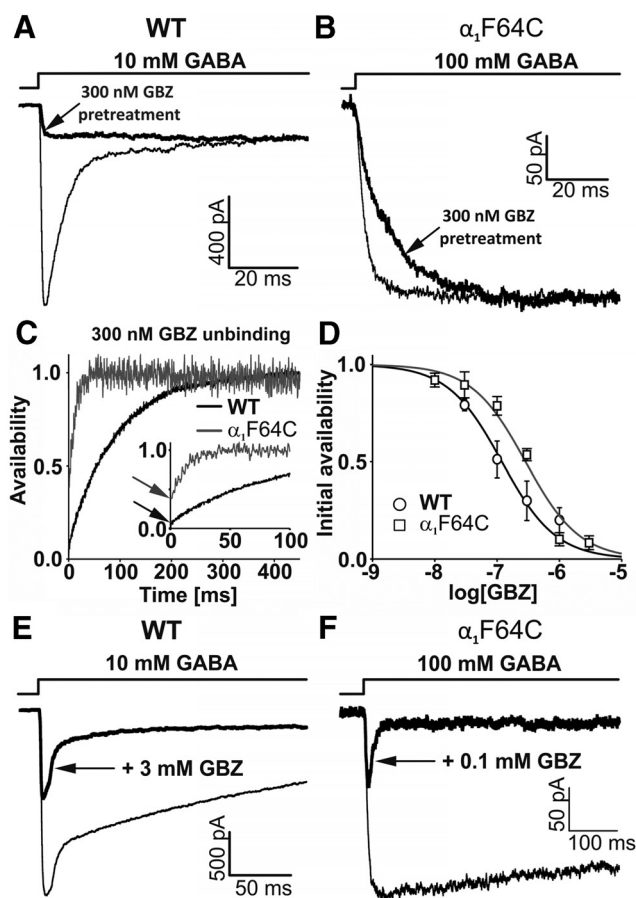 A
WT
10 mM GABA
300 nM GBZ
pretreatment
400 pA
20 ms
B
α₁F64C
100 mM GABA
50 pA
20 ms
300 nM GBZ
pretreatment
C
300 nM GBZ unbinding
Availability
1.0
0.5
0.0
WT
α₁F64C
1.0
0.0
0
50
100
0
100
200
300
400
Time [ms]
D
Initial availability
1.0
0.5
0.0
WT
α₁F64C
-9
-8
-7
-6
-5
log[GBZ]
E
WT
10 mM GABA
+ 3 mM GBZ
500 pA
50 ms
F
α₁F64C
100 mM GABA
+ 0.1 mM GBZ
50 pA
100 ms